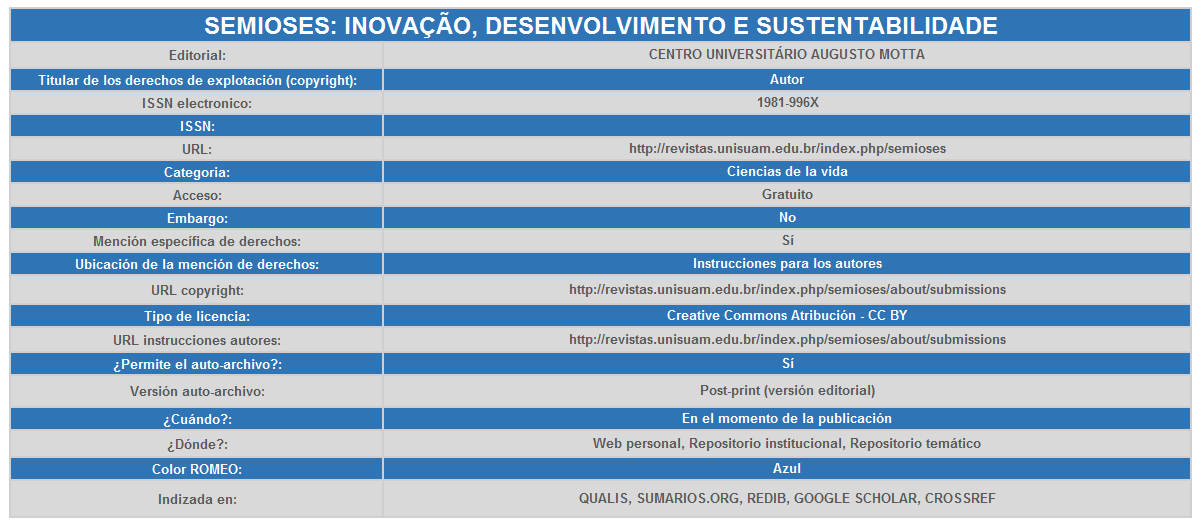 SEMIOSES: INOVAÇÃO, DESENVOLVIMENTO E SUSTENTABILIDADE
Editorial: CENTRO UNIVERSITÁRIO AUGUSTO MOTTA
Titular de los derechos de explotación (copyright): Autor
ISSN electronico: 1981-996X
ISSN:
URL: http://revistas.unisuam.edu.br/index.php/semioses
Categoria: Ciencias de la vida
Acceso: Gratuito
Embargo: No
Mención específica de derechos: Sí
Ubicación de la mención de derechos: Instrucciones para los autores
URL copyright: http://revistas.unisuam.edu.br/index.php/semioses/about/submissions
Tipo de licencia: Creative Commons Atribución - CC BY
URL instrucciones autores: http://revistas.unisuam.edu.br/index.php/semioses/about/submissions
¿Permite el auto-archivo?: Sí
Versión auto-archivo: Post-print (versión editorial)
¿Cuándo?: En el momento de la publicación
¿Dónde?: Web personal, Repositorio institucional, Repositorio temático
Color ROMEO: Azul
Indizada en: QUALIS, SUMARIOS.ORG, REDIB, GOOGLE SCHOLAR, CROSSREF